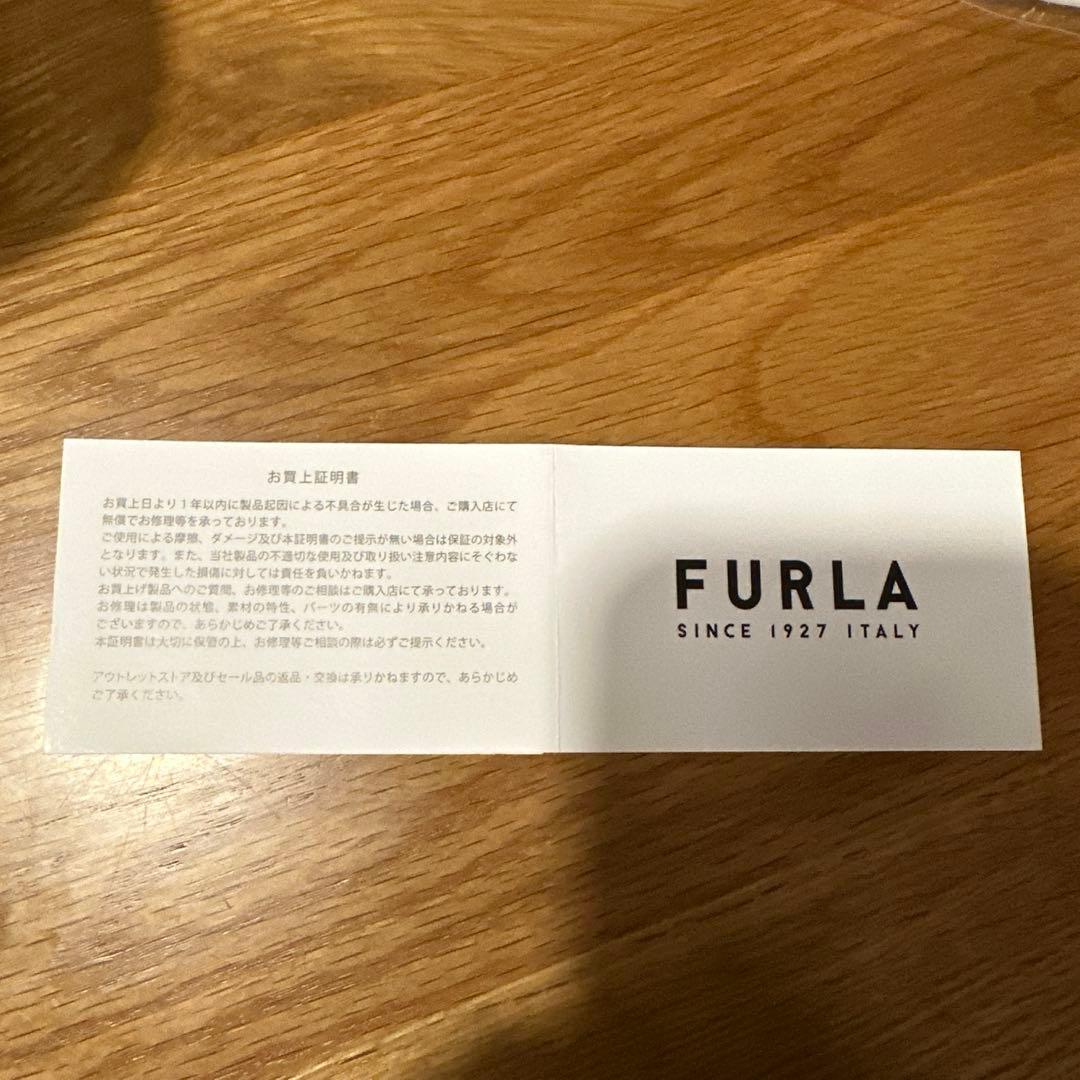 お買上証明書
お買上日より1年以内に製品起因による不具合が生じた場合、ご購入店にて
無償でお修理等を承っております。
ご使用による摩耗、ダメージ及び本証明書のご提示が無い場合は保証の対象外
となります。また、当社製品の不適切な使用及び取り扱い注意内容にそぐわな
い状況で発生した損傷に対しては責任を負いかねます。
お買上げ製品へのご質問、お修理等のご相談はご購入店にて承っております。
お修理は製品の状態、素材の特性、パーツの有無により承りかねる場合が
ございますので、あらかじめご了承ください。
本証明書は大切に保管の上、お修理等ご相談の際は必ずご提示ください。
アウトレットストア及びセール品の返品・交換は承りかねますので、あらかじめ
ご了承ください。
FURLA
SINCE 1927 ITALY